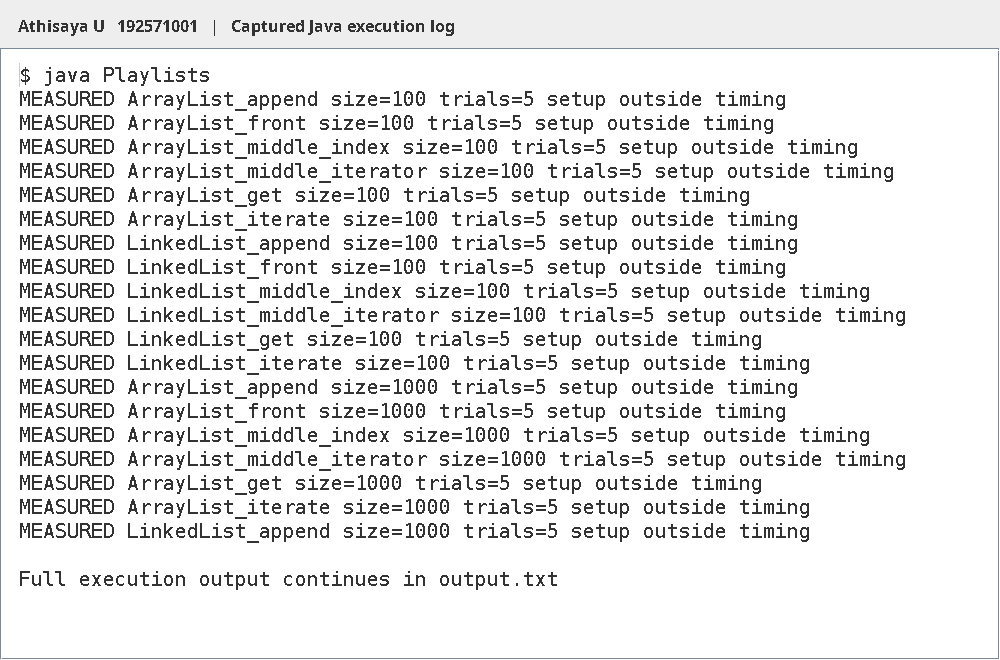 Athisaya U 192571001 | Captured Java execution log
$ java Playlists
MEASURED ArrayList_append size=100 trials=5 setup outside timing
MEASURED ArrayList_front size=100 trials=5 setup outside timing
MEASURED ArrayList_middle_index size=100 trials=5 setup outside timing
MEASURED ArrayList_middle_iterator size=100 trials=5 setup outside timing
MEASURED ArrayList_get size=100 trials=5 setup outside timing
MEASURED ArrayList_iterate size=100 trials=5 setup outside timing
MEASURED LinkedList_append size=100 trials=5 setup outside timing
MEASURED LinkedList_front size=100 trials=5 setup outside timing
MEASURED LinkedList_middle_index size=100 trials=5 setup outside timing
MEASURED LinkedList_middle_iterator size=100 trials=5 setup outside timing
MEASURED LinkedList_get size=100 trials=5 setup outside timing
MEASURED LinkedList_iterate size=100 trials=5 setup outside timing
MEASURED ArrayList_append size=1000 trials=5 setup outside timing
MEASURED ArrayList_front size=1000 trials=5 setup outside timing
MEASURED ArrayList_middle_index size=1000 trials=5 setup outside timing
MEASURED ArrayList_middle_iterator size=1000 trials=5 setup outside timing
MEASURED ArrayList_get size=1000 trials=5 setup outside timing
MEASURED ArrayList_iterate size=1000 trials=5 setup outside timing
MEASURED LinkedList_append size=1000 trials=5 setup outside timing
Full execution output continues in output.txt